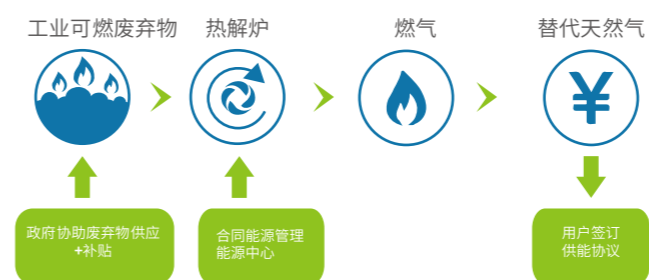 工业可燃废弃物
热解炉
燃气
替代天然气
¥
政府协助废弃物供应
+补贴
合同能源管理
能源中心
用户签订
供能协议